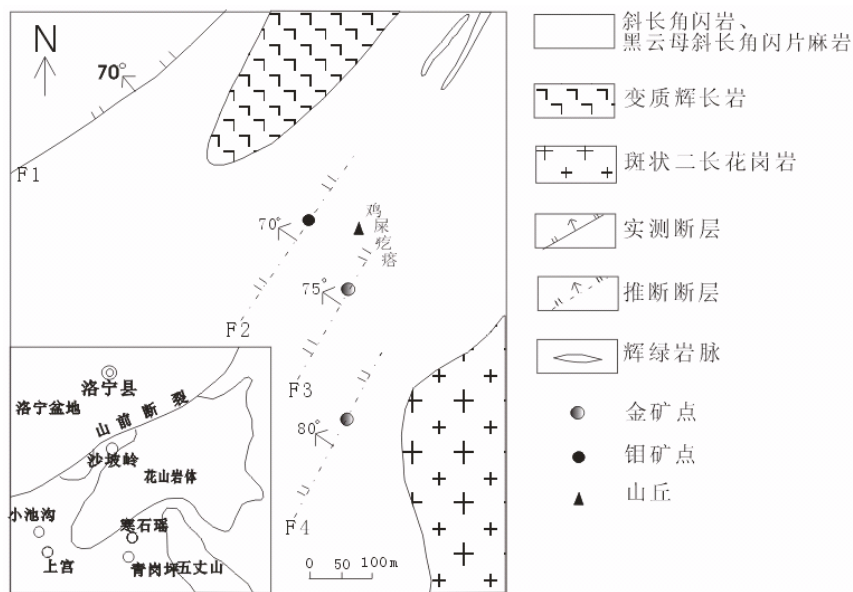 N
70°
F1
鸡屎疙瘩
70°
75°
F2
F3
80°
F4
0 50 100m
洛宁县
洛宁盆地
山前断裂
沙坡岭
花山岩体
小池沟
寒石瑶
上宫
青岗坪
五丈山
斜长角闪岩、
黑云母斜长角闪片麻岩
变质辉长岩
斑状二长花岗岩
实测断层
推断断层
辉绿岩脉
金矿点
钼矿点
山丘